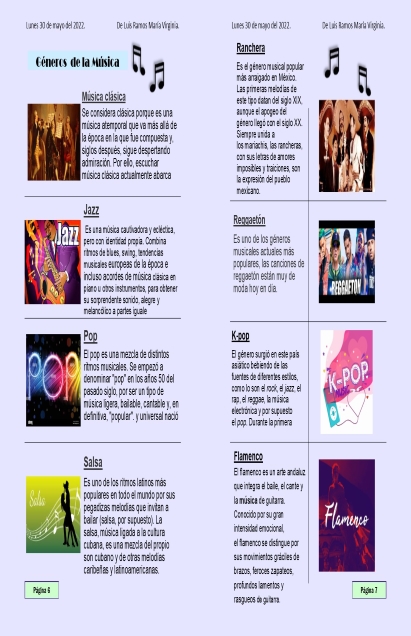 Lunes 30 de mayo del 2022. De Luis Ramos María Virginia.
Géneros de la Música
Música clásica
Se considera clásica porque es una
música atemporal que va más allá de
la época en la que fue compuesta y,
siglos después, sigue despertando
admiración. Por ello, escuchar
música clásica actualmente abarca
Jazz
Es una música cautivadora y ecléctica,
pero con identidad propia. Combina
ritmos de blues, swing, tendencias
musicales europeas de la época e
incluso acordes de música clásica en
piano u otros instrumentos, para obtener
su sorprendente sonido, alegre y
melancólico a partes iguale
Jazz
Pop
El pop es una mezcla de distintos
ritmos musicales. Se empezó a
denominar "pop" en los años 50 del
pasado siglo, por ser un tipo de
música ligera, bailable, cantable y, en
definitiva, "popular". y universal nació
POP
Salsa
Es uno de los ritmos latinos más
populares en todo el mundo por sus
pegadizas melodías que invitan a
bailar (salsa, por supuesto). La
salsa, música ligada a la cultura
cubana, es una mezcla del propio
son cubano y de otras melodías
caribeñas y latinoamericanas.
Salsa
Página 6
Lunes 30 de mayo del 2022. De Luis Ramos María Virginia.
Ranchera
Es el género musical popular
más arraigado en México.
Las primeras melodías de
este tipo datan del siglo XIX,
aunque el apogeo del
género llegó con el siglo XX.
Siempre unida a
los mariachis, las rancheras,
con sus letras de amores
imposibles y traiciones, son
la expresión del pueblo
mexicano.
Reggaetón
Es uno de los géneros
musicales actuales más
populares, las canciones de
reggaetón están muy de
moda hoy en día.
REGGAETON
K-pop
El género surgió en este país
asiático bebiendo de las
fuentes de diferentes estilos,
como lo son el rock, el jazz, el
rap, el reggae, la música
electrónica y por supuesto
el pop. Durante la primera
K-POP
MUSIC
Flamenco
El flamenco es un arte andaluz
que integra el baile, el cante y
la música de guitarra.
Conocido por su gran
intensidad emocional,
el flamenco se distingue por
sus movimientos gráciles de
brazos, feroces zapateos,
profundos lamentos y
rasgueos de guitarra.
Flamenco
Página 7